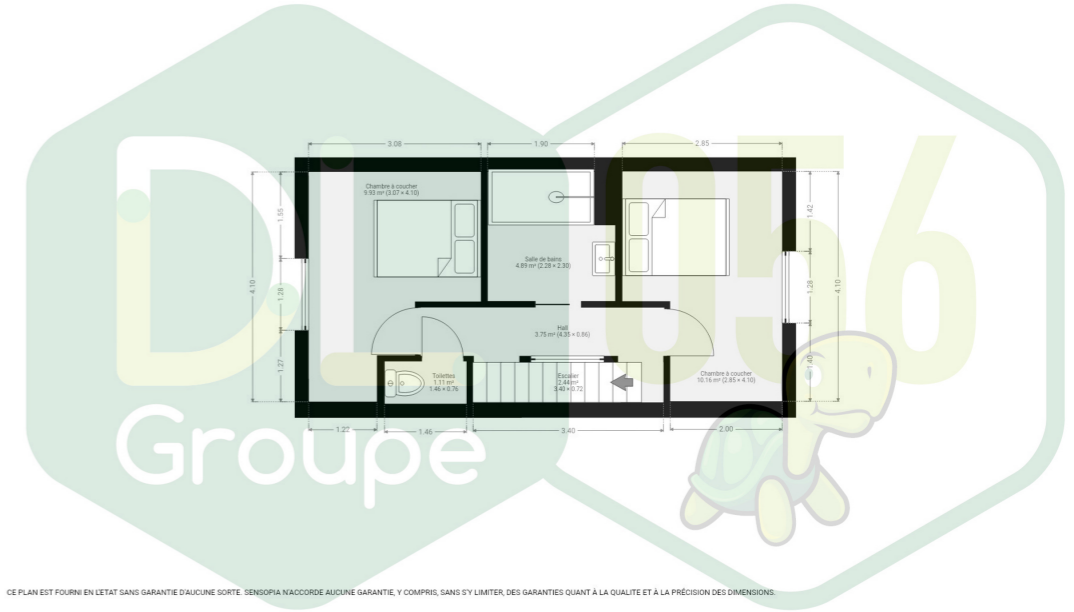 3.08
1.90
2.85
Chambre à coucher
9.93 m² (3.07 × 4.10)
1.55
1.42
Salle de bains
4.89 m² (2.28 × 2.30)
4.10
1.28
1.28
4.10
Hall
3.75 m² (4.35 × 0.86)
1.27
1.40
Toilettes
1.11 m²
1.46 × 0.76
Escalier
2.44 m²
3.40 × 0.72
Chambre à coucher
10.16 m² (2.85 × 4.10)
1.22
1.46
3.40
2.00
Di
056
Groupe
CE PLAN EST FOURNI EN L'ETAT SANS GARANTIE D'AUCUNE SORTE. SENSOPIA N'ACCORDE AUCUNE GARANTIE, Y COMPRIS, SANS S'Y LIMITER, DES GARANTIES QUANT À LA QUALITE ET À LA PRÉCISION DES DIMENSIONS.